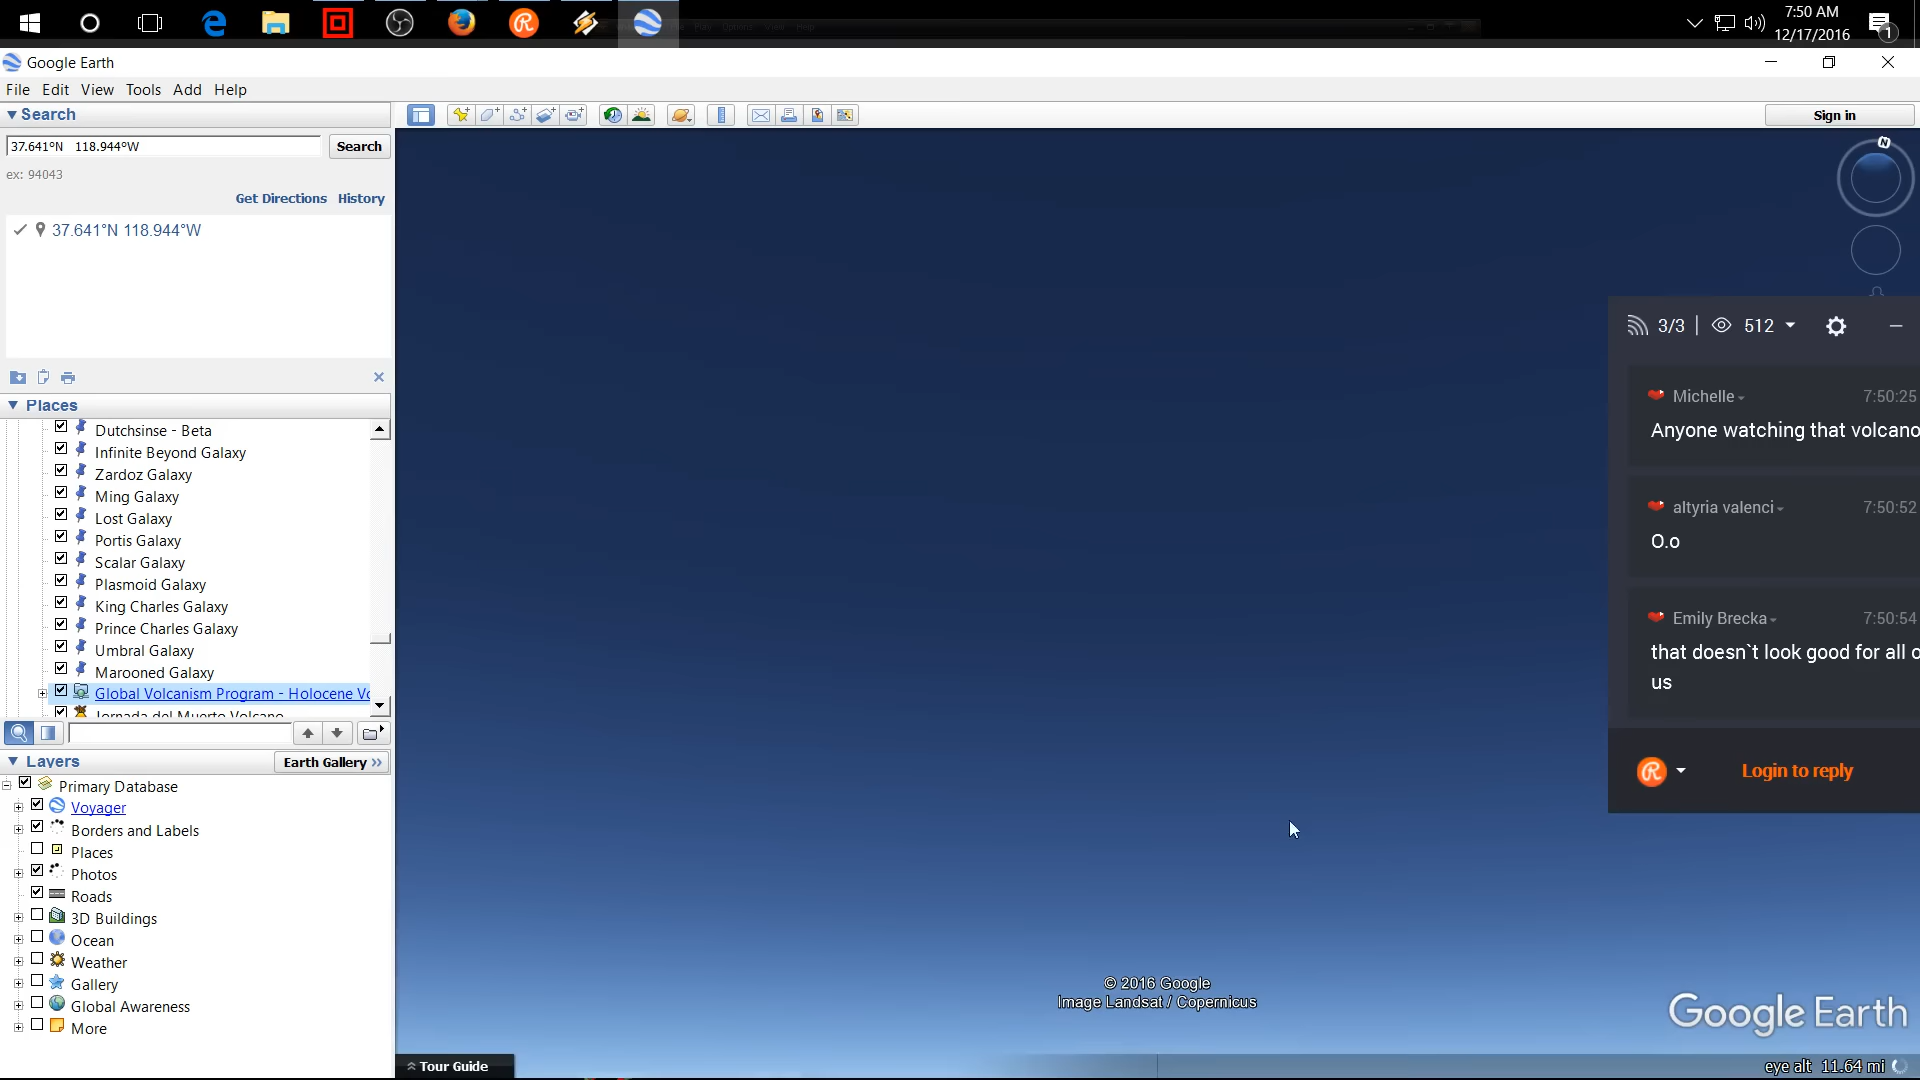 7:50 AM
12/17/2016
1
Google Earth
File Edit View Tools Add Help
Search
37.641°N 118.944°W
Search
ex: 94043
Get Directions History
37.641°N 118.944°W
Places
Dutchsinse - Beta
Infinite Beyond Galaxy
Zardoz Galaxy
Ming Galaxy
Lost Galaxy
Portis Galaxy
Scalar Galaxy
Plasmoid Galaxy
King Charles Galaxy
Prince Charles Galaxy
Umbral Galaxy
Marooned Galaxy
Global Volcanism Program - Holocene Vo
Jornada del Muerto Volcano
Layers
Earth Gallery »
Primary Database
Voyager
Borders and Labels
Places
Photos
Roads
3D Buildings
Ocean
Weather
Gallery
Global Awareness
More
Sign in
N
3/3 | 512
Michelle 7:50:25
Anyone watching that volcano
altyria valenci 7:50:52
O.o
Emily Brecka 7:50:54
that doesn`t look good for all o
us
Login to reply
© 2016 Google
Image Landsat / Copernicus
Google Earth
Tour Guide
eye alt 11.64 mi